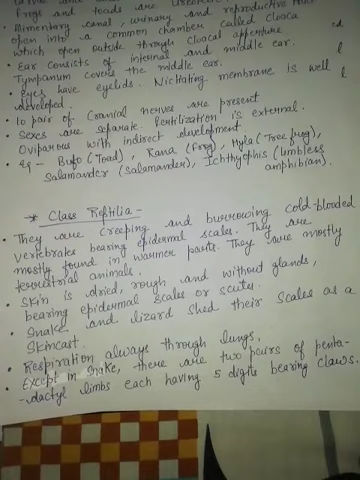 Frogs and toads are
• Alimentary canal, urinary and reproductive
open into a common chamber called Cloaca
which open outside through cloacal apperture
• Ear consists of internal and middle ear.
Tympanum covers the middle ear.
• Eyes have eyelids. Nictiating membrane is well
developed.
• 10 pair of Cranial nerves are present
• Sexes are separate. Fertilization is external.
Oviparous with indirect development
• Eg - Bufo (Toad), Rana (Frog), Hyla (Tree frog),
Salamander (Salamander), Ichthyophis (Limbless
amphibian).
* Class Reptilia -
• They are creeping and burrowing cold-blooded
vertebrates bearing epidermal scales. They are
mostly found in warmer parts. They are mostly
terrestrial animals.
• Skin is dried, rough and without glands,
bearing epidermal scales or scutes.
• Snake and lizard shed their scales as a
Skincast.
• Respiration always through lungs,
• Except in snake, there are two pairs of penta-
-dactyl limbs each having 5 digits bearing claws.